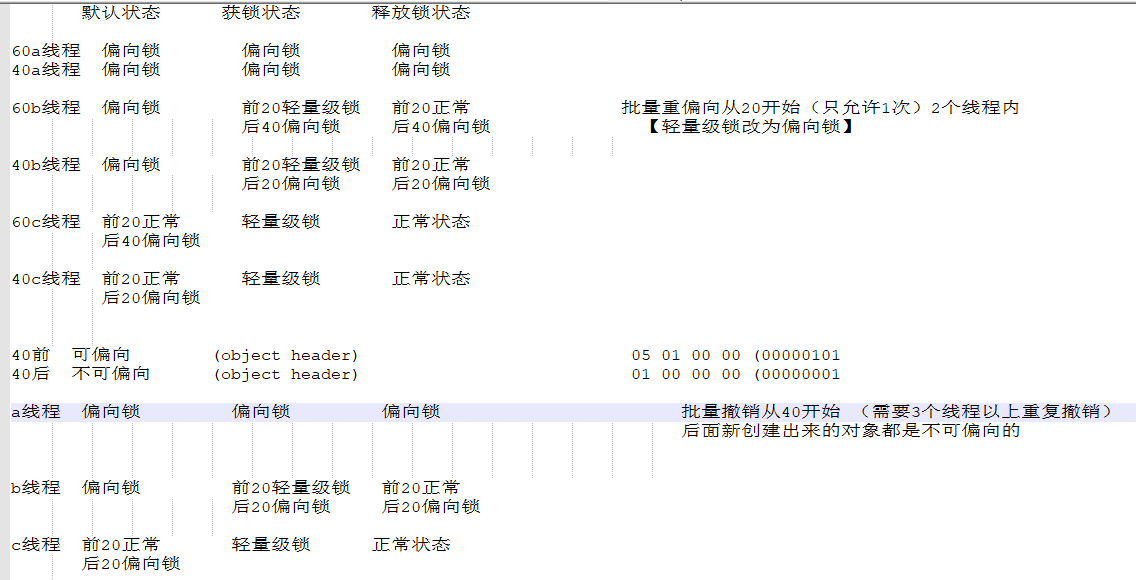 默认状态 获锁状态 释放锁状态
60a线程 偏向锁 偏向锁 偏向锁
40a线程 偏向锁 偏向锁 偏向锁
60b线程 偏向锁 前20轻量级锁 前20正常 批量重偏向从20开始（只允许1次）2个线程内
后40偏向锁 后40偏向锁 【轻量级锁改为偏向锁】
40b线程 偏向锁 前20轻量级锁 前20正常
后20偏向锁 后20偏向锁
60c线程 前20正常 轻量级锁 正常状态
后40偏向锁
40c线程 前20正常 轻量级锁 正常状态
后20偏向锁
40前 可偏向 (object header) 05 01 00 00 (00000101
40后 不可偏向 (object header) 01 00 00 00 (00000001
a线程 偏向锁 偏向锁 偏向锁 批量撤销从40开始 （需要3个线程以上重复撤销）
后面新创建出来的对象都是不可偏向的
b线程 偏向锁 前20轻量级锁 前20正常
后20偏向锁 后20偏向锁
c线程 前20正常 轻量级锁 正常状态
后20偏向锁